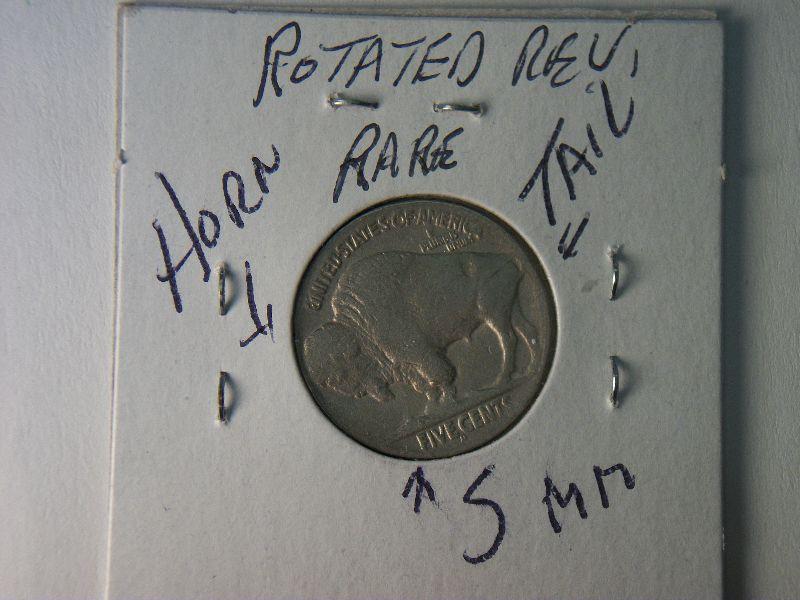 ROTATED REV.
RARE
HORN
TAIL
UNITED STATES OF AMERICA
E PLURIBUS UNUM
FIVE CENTS
S MM